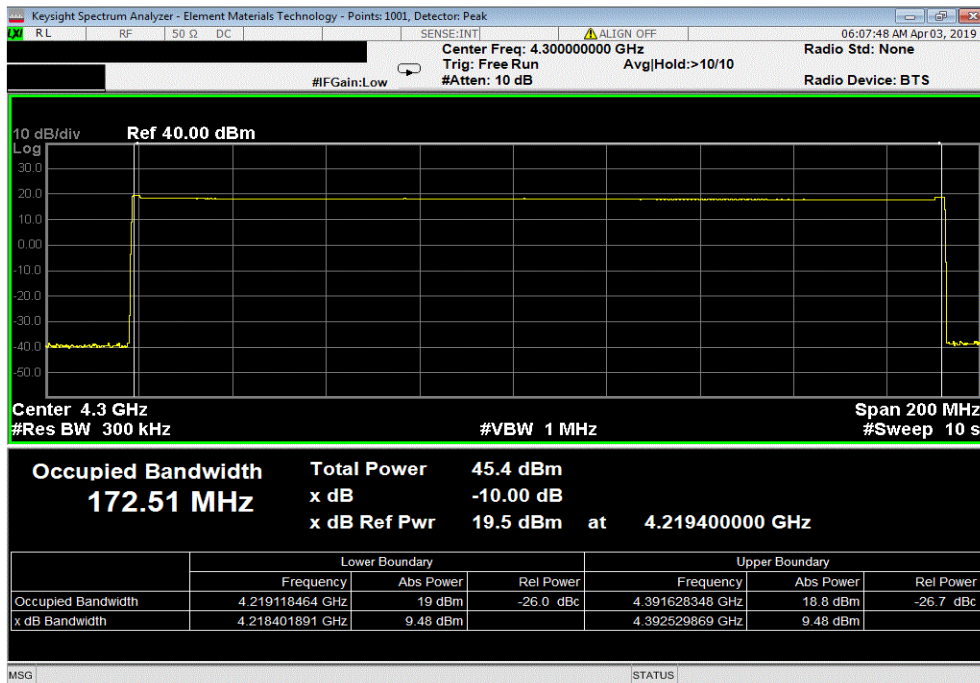 Keysight Spectrum Analyzer - Element Materials Technology - Points: 1001, Detector: Peak
LXI RL RF 50 Ω DC SENSE:INT ALIGN OFF 06:07:48 AM Apr 03, 2019
Center Freq: 4.300000000 GHz Radio Std: None
Trig: Free Run Avg|Hold:>10/10
#IFGain:Low #Atten: 10 dB Radio Device: BTS
10 dB/div Ref 40.00 dBm
Log
30.0
20.0
10.0
0.00
-10.0
-20.0
-30.0
-40.0
-50.0
Center 4.3 GHz Span 200 MHz
#Res BW 300 kHz #VBW 1 MHz #Sweep 10 s
Occupied Bandwidth Total Power 45.4 dBm
172.51 MHz x dB -10.00 dB
x dB Ref Pwr 19.5 dBm at 4.219400000 GHz
Lower Boundary Upper Boundary
Frequency Abs Power Rel Power Frequency Abs Power Rel Power
Occupied Bandwidth 4.219118464 GHz 19 dBm -26.0 dBc 4.391628348 GHz 18.8 dBm -26.7 dBc
x dB Bandwidth 4.218401891 GHz 9.48 dBm 4.392529869 GHz 9.48 dBm
MSG STATUS